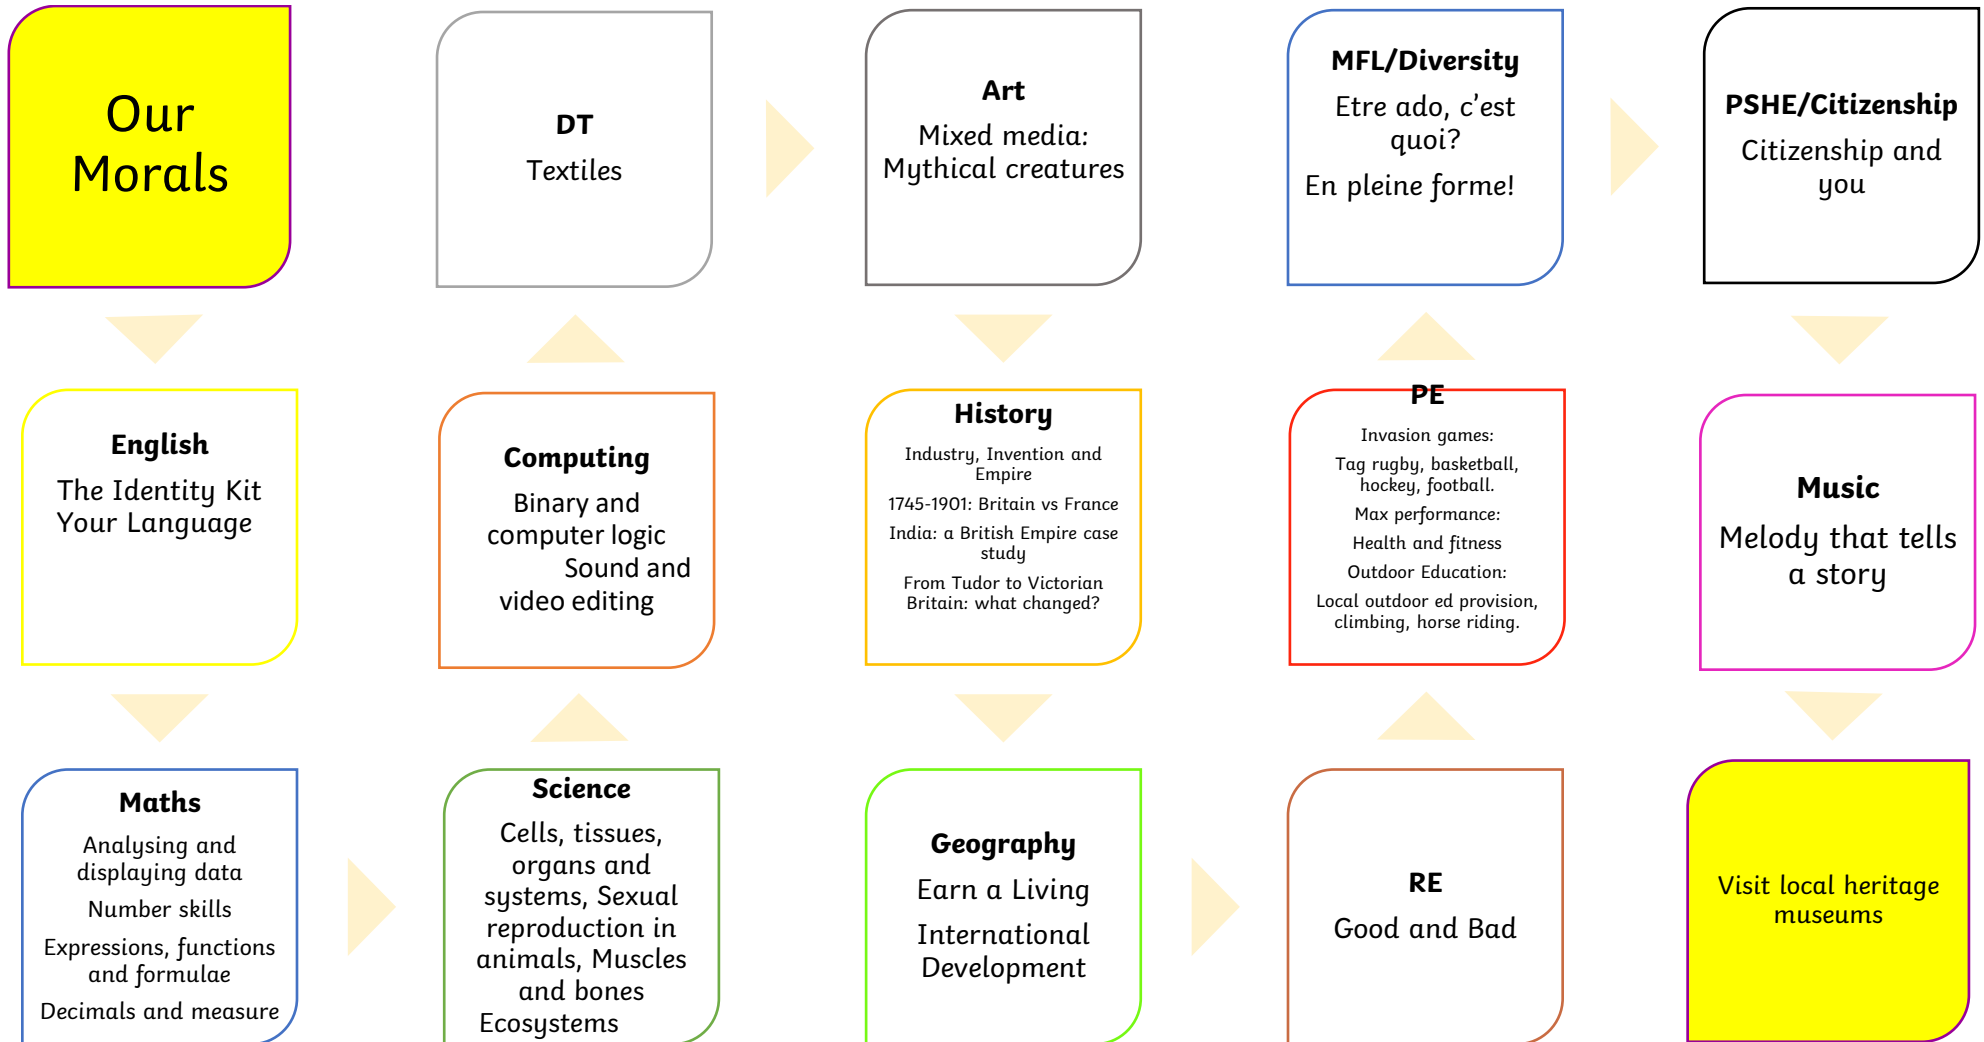 Our
Morals
English
The Identity Kit
Your Language
Maths
Analysing and
displaying data
Number skills
Expressions, functions
and formulae
Decimals and measure
Science
Cells, tissues,
organs and
systems, Sexual
reproduction in
animals, Muscles
and bones
Ecosystems
Computing
Binary and
computer logic
Sound and
video editing
DT
Textiles
Art
Mixed media:
Mythical creatures
History
Industry, Invention and
Empire
1745-1901: Britain vs France
India: a British Empire case
study
From Tudor to Victorian
Britain: what changed?
Geography
Earn a Living
International
Development
RE
Good and Bad
PE
Invasion games:
Tag rugby, basketball,
hockey, football.
Max performance:
Health and fitness
Outdoor Education:
Local outdoor ed provision,
climbing, horse riding.
MFL/Diversity
Etre ado, c’est
quoi?
En pleine forme!
PSHE/Citizenship
Citizenship and
you
Music
Melody that tells
a story
Visit local heritage
museums